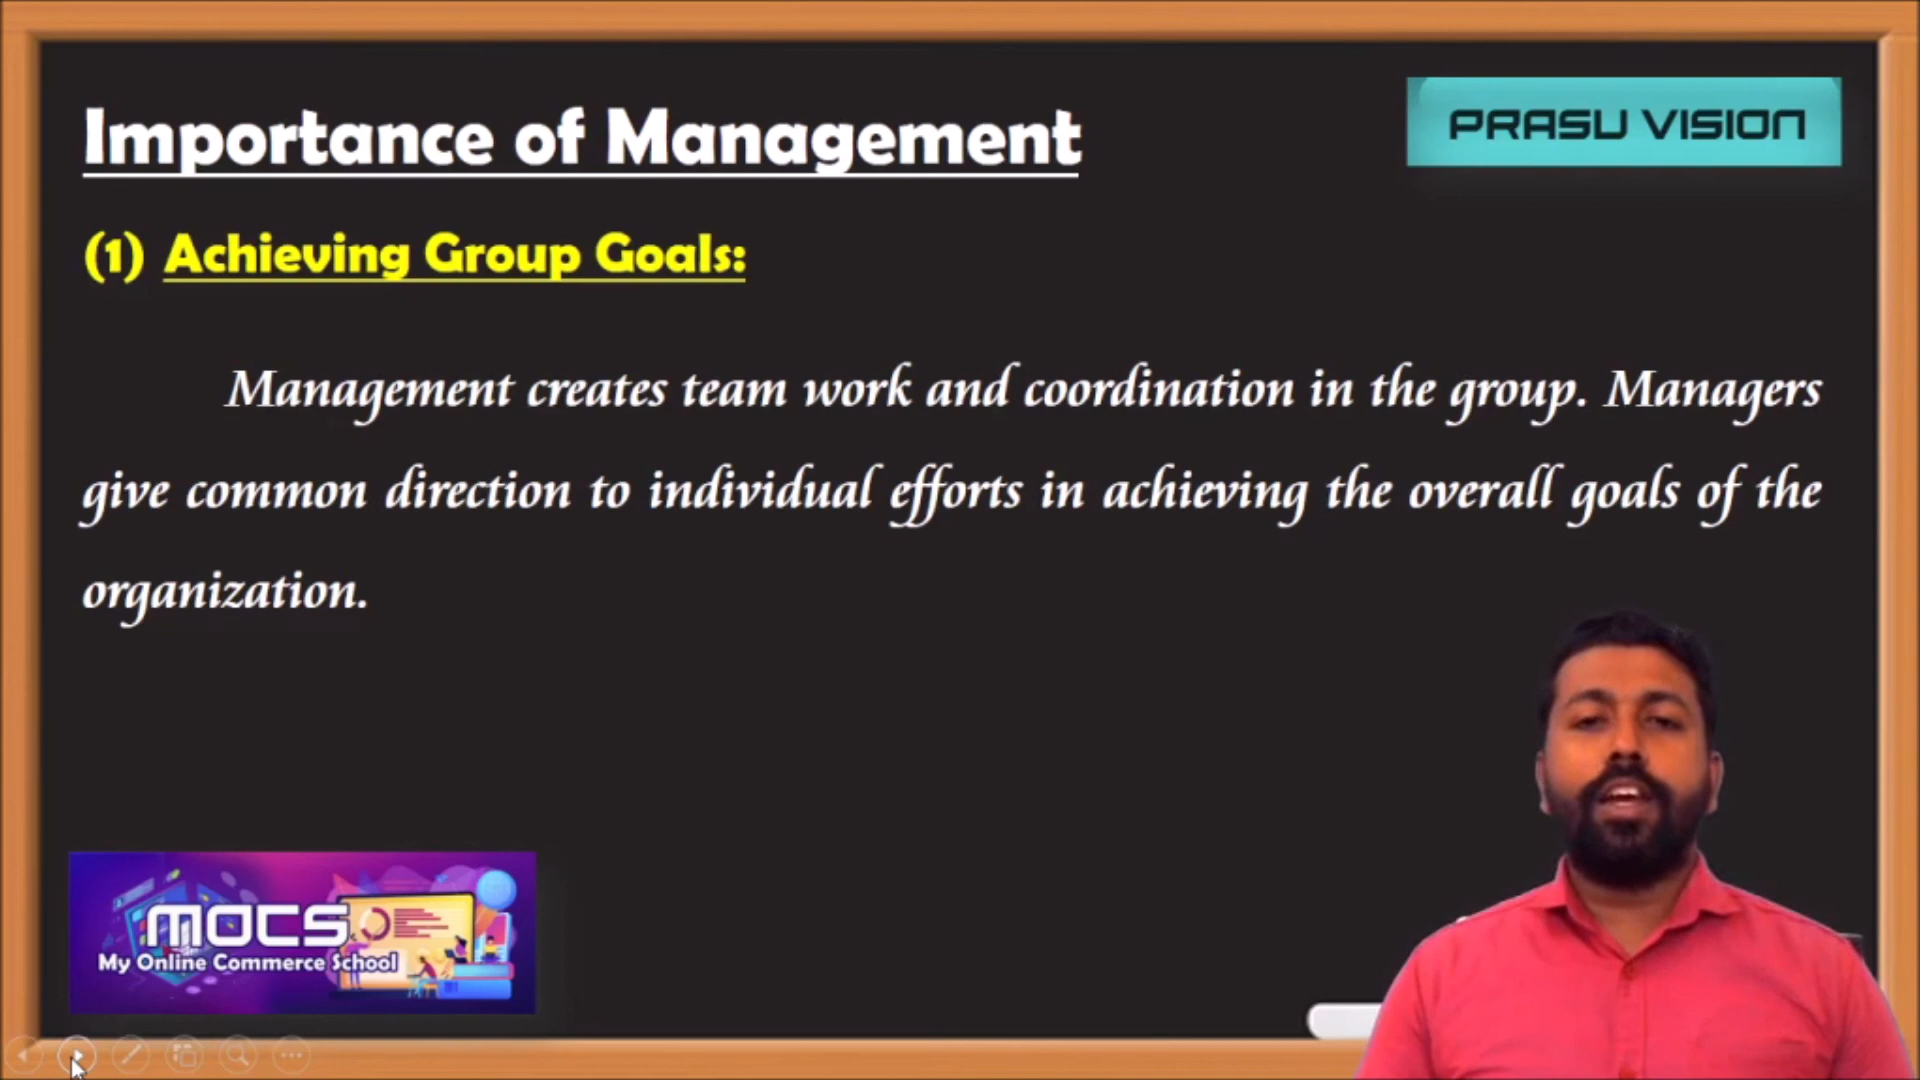 Importance of Management
PRASU VISION
(1) Achieving Group Goals:
Management creates team work and coordination in the group. Managers
give common direction to individual efforts in achieving the overall goals of the
organization.
MOCS
My Online Commerce School